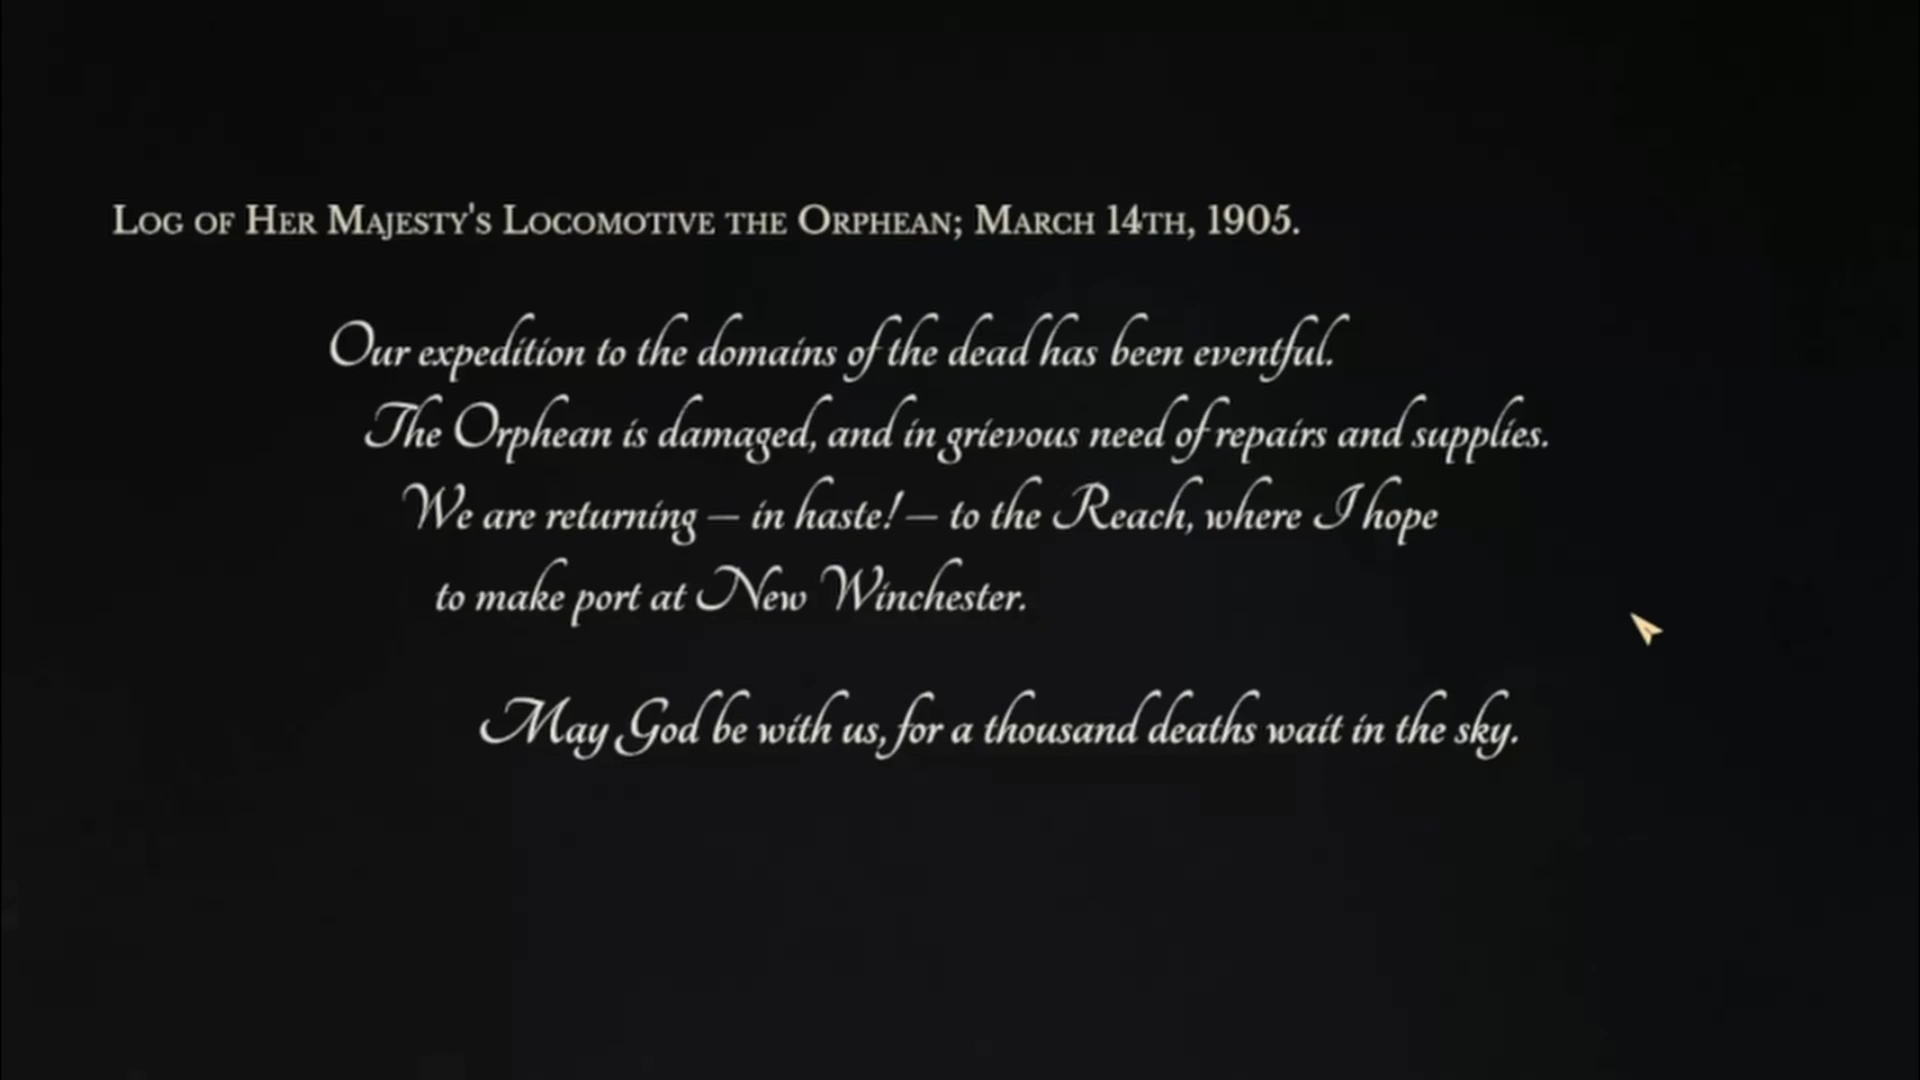 Log of Her Majesty's Locomotive the Orphean; March 14th, 1905.
Our expedition to the domains of the dead has been eventful.
The Orphean is damaged, and in grievous need of repairs and supplies.
We are returning – in haste! – to the Reach, where I hope
to make port at New Winchester.
May God be with us, for a thousand deaths wait in the sky.